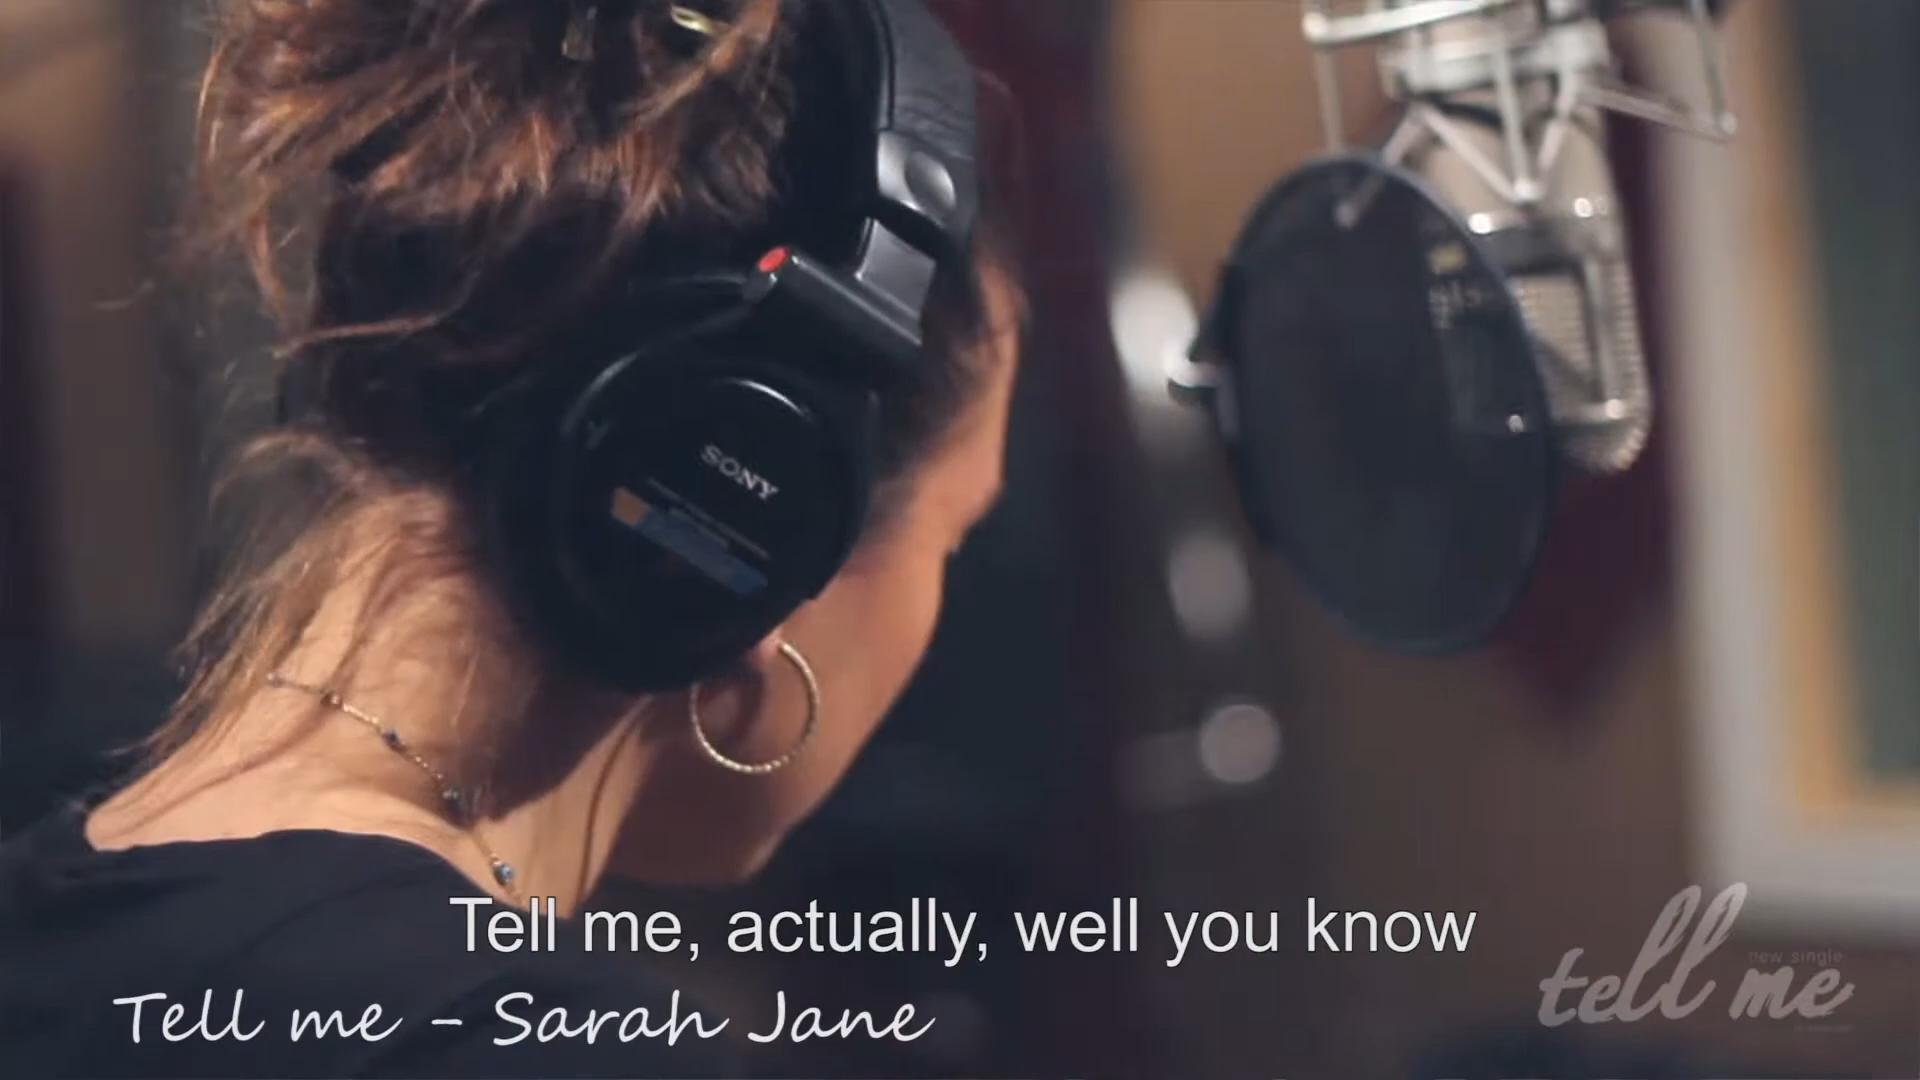 SONY
Tell me, actually, well you know
new single
tell me
Tell me - Sarah Jane